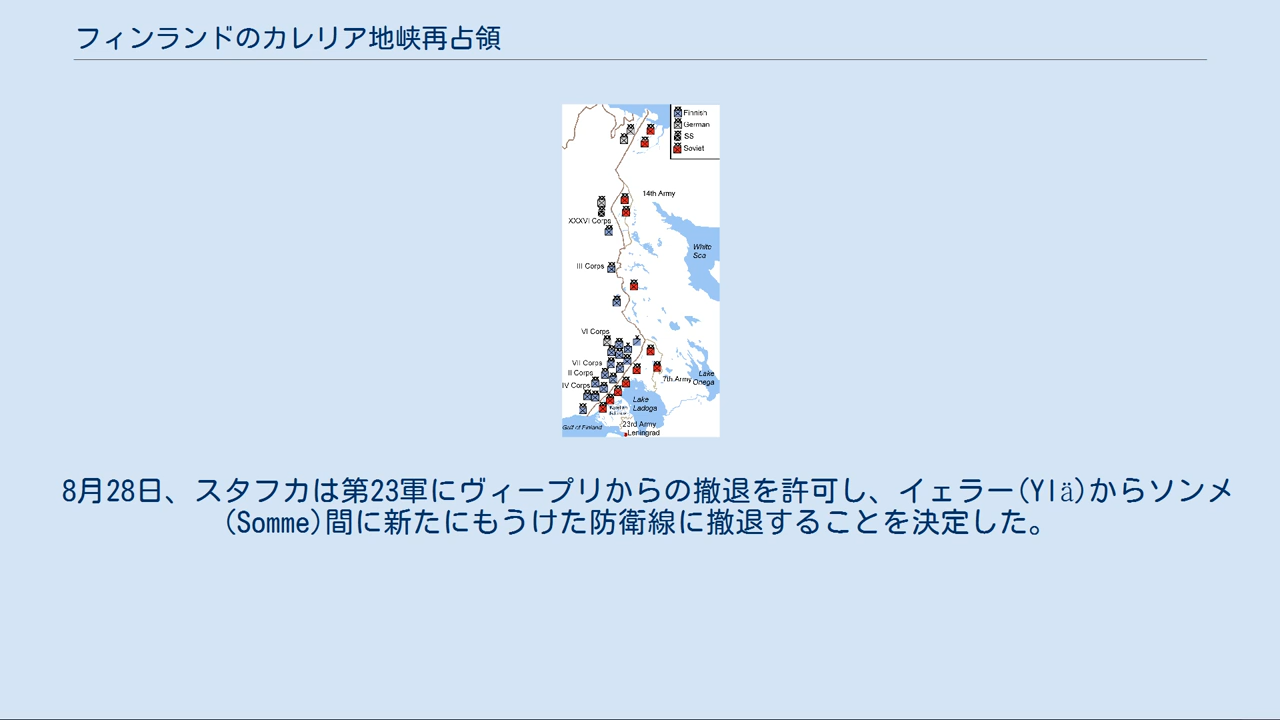 フィンランドのカレリア地峡再占領
Finnish
German
SS
Soviet
14th Army
XXXVI Corps
White
Sea
III Corps
VI Corps
VII Corps
II Corps
7th Army
Lake
Onega
IV Corps
Lake
Ladoga
23rd Army
Gulf of Finland
Leningrad
8月28日、スタフカは第23軍にヴィープリからの撤退を許可し、イェラー(Ylä)からソンメ
(Somme)間に新たにもうけた防衛線に撤退することを決定した。